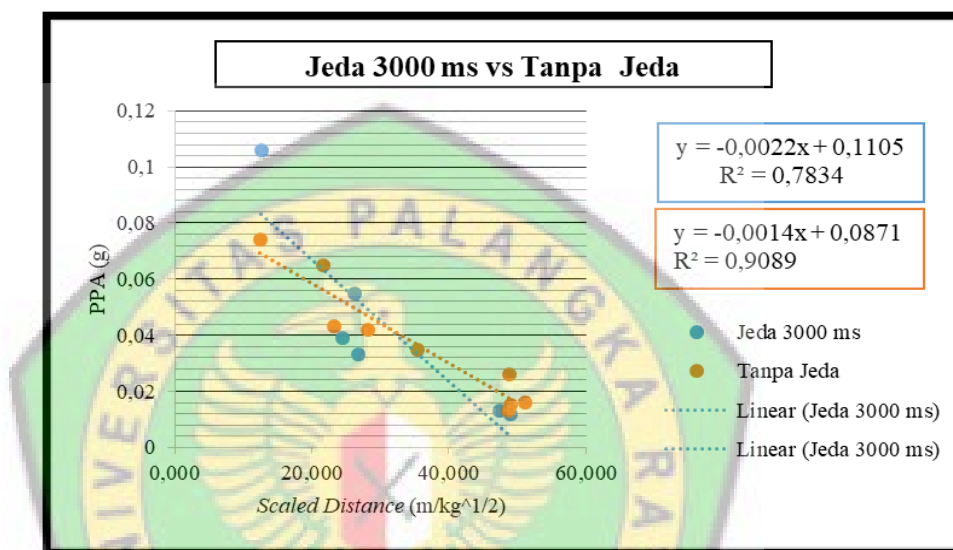 Jeda 3000 ms vs Tanpa Jeda
0,12
0,1
0,08
0,06
0,04
0,02
0
PPA (g)
0,000 20,000 40,000 60,000
Scaled Distance (m/kg^1/2)
y = -0,0022x + 0,1105
R² = 0,7834
y = -0,0014x + 0,0871
R² = 0,9089
Jeda 3000 ms
Tanpa Jeda
Linear (Jeda 3000 ms)
Linear (Jeda 3000 ms)
UNIVERSITAS PALANGKA RA